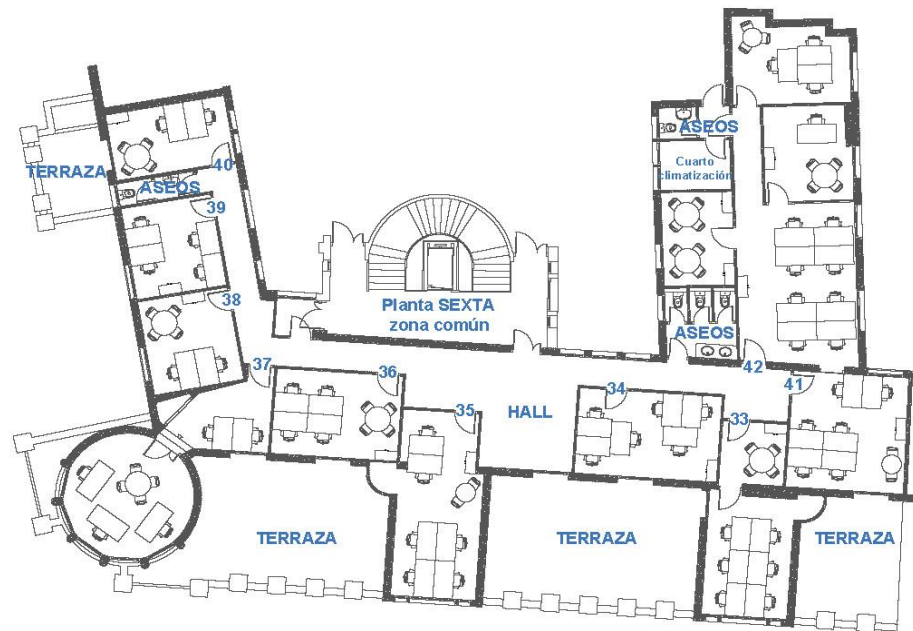 ASEOS
TERRAZA
40
ASEOS
Cuarto
climatización
39
38
Planta SEXTA
zona común
ASEOS
37
36
42
41
35
HALL
34
33
TERRAZA
TERRAZA
TERRAZA